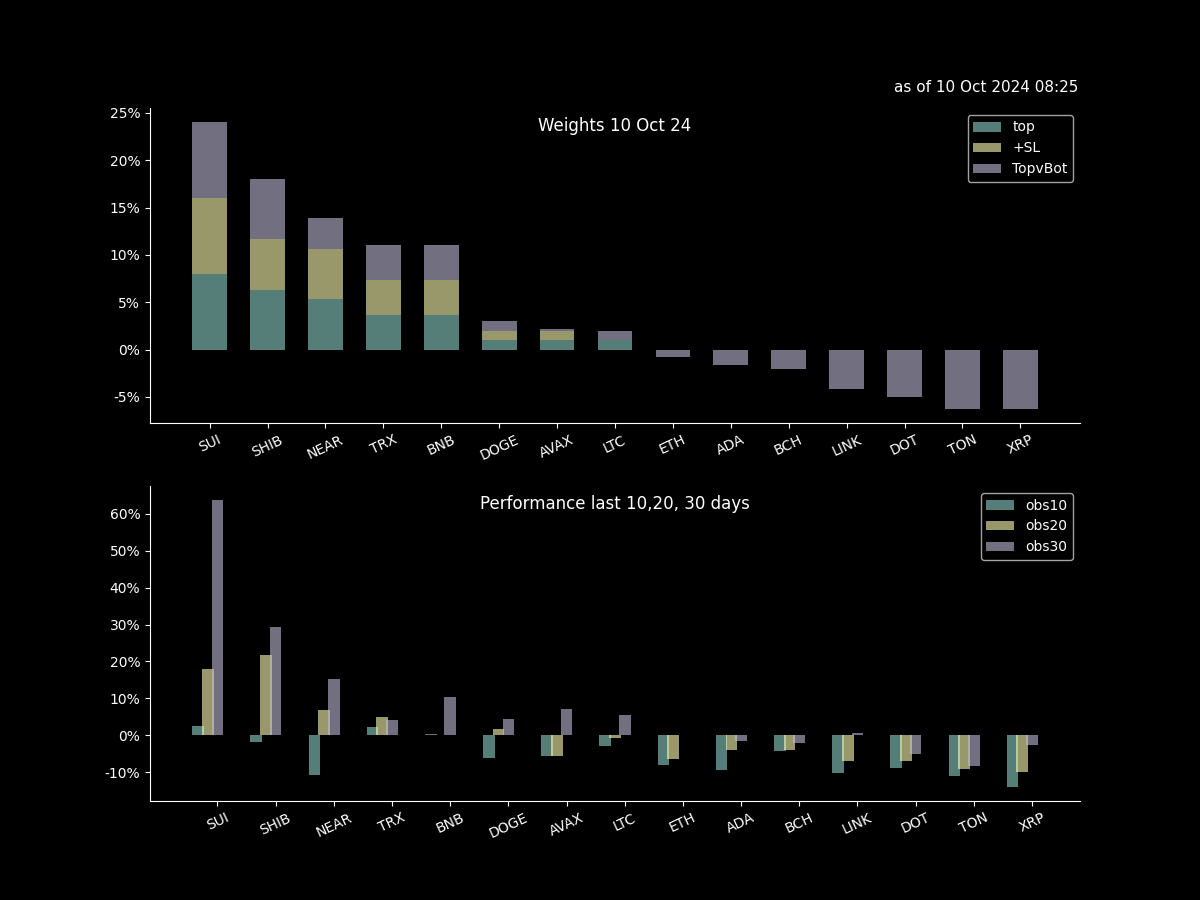 as of 10 Oct 2024 08:25
Weights 10 Oct 24
top
+SL
TopvBot
25%
20%
15%
10%
5%
0%
-5%
SUI SHIB NEAR TRX BNB DOGE AVAX LTC ETH ADA BCH LINK DOT TON XRP
Performance last 10,20, 30 days
obs10
obs20
obs30
60%
50%
40%
30%
20%
10%
0%
-10%
SUI SHIB NEAR TRX BNB DOGE AVAX LTC ETH ADA BCH LINK DOT TON XRP